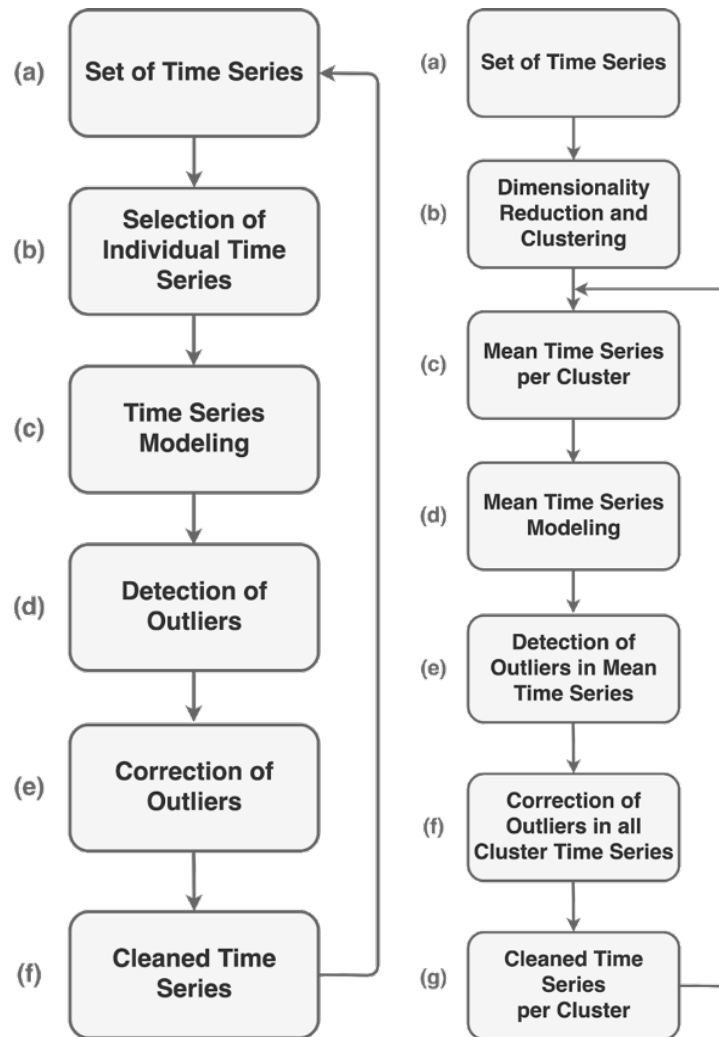 (a)
Set of Time Series
(b)
Selection of
Individual Time
Series
(c)
Time Series
Modeling
(d)
Detection of
Outliers
(e)
Correction of
Outliers
(f)
Cleaned Time
Series
(a)
Set of Time Series
(b)
Dimensionality
Reduction and
Clustering
(c)
Mean Time Series
per Cluster
(d)
Mean Time Series
Modeling
(e)
Detection of
Outliers in Mean
Time Series
(f)
Correction of
Outliers in all
Cluster Time Series
(g)
Cleaned Time
Series
per Cluster